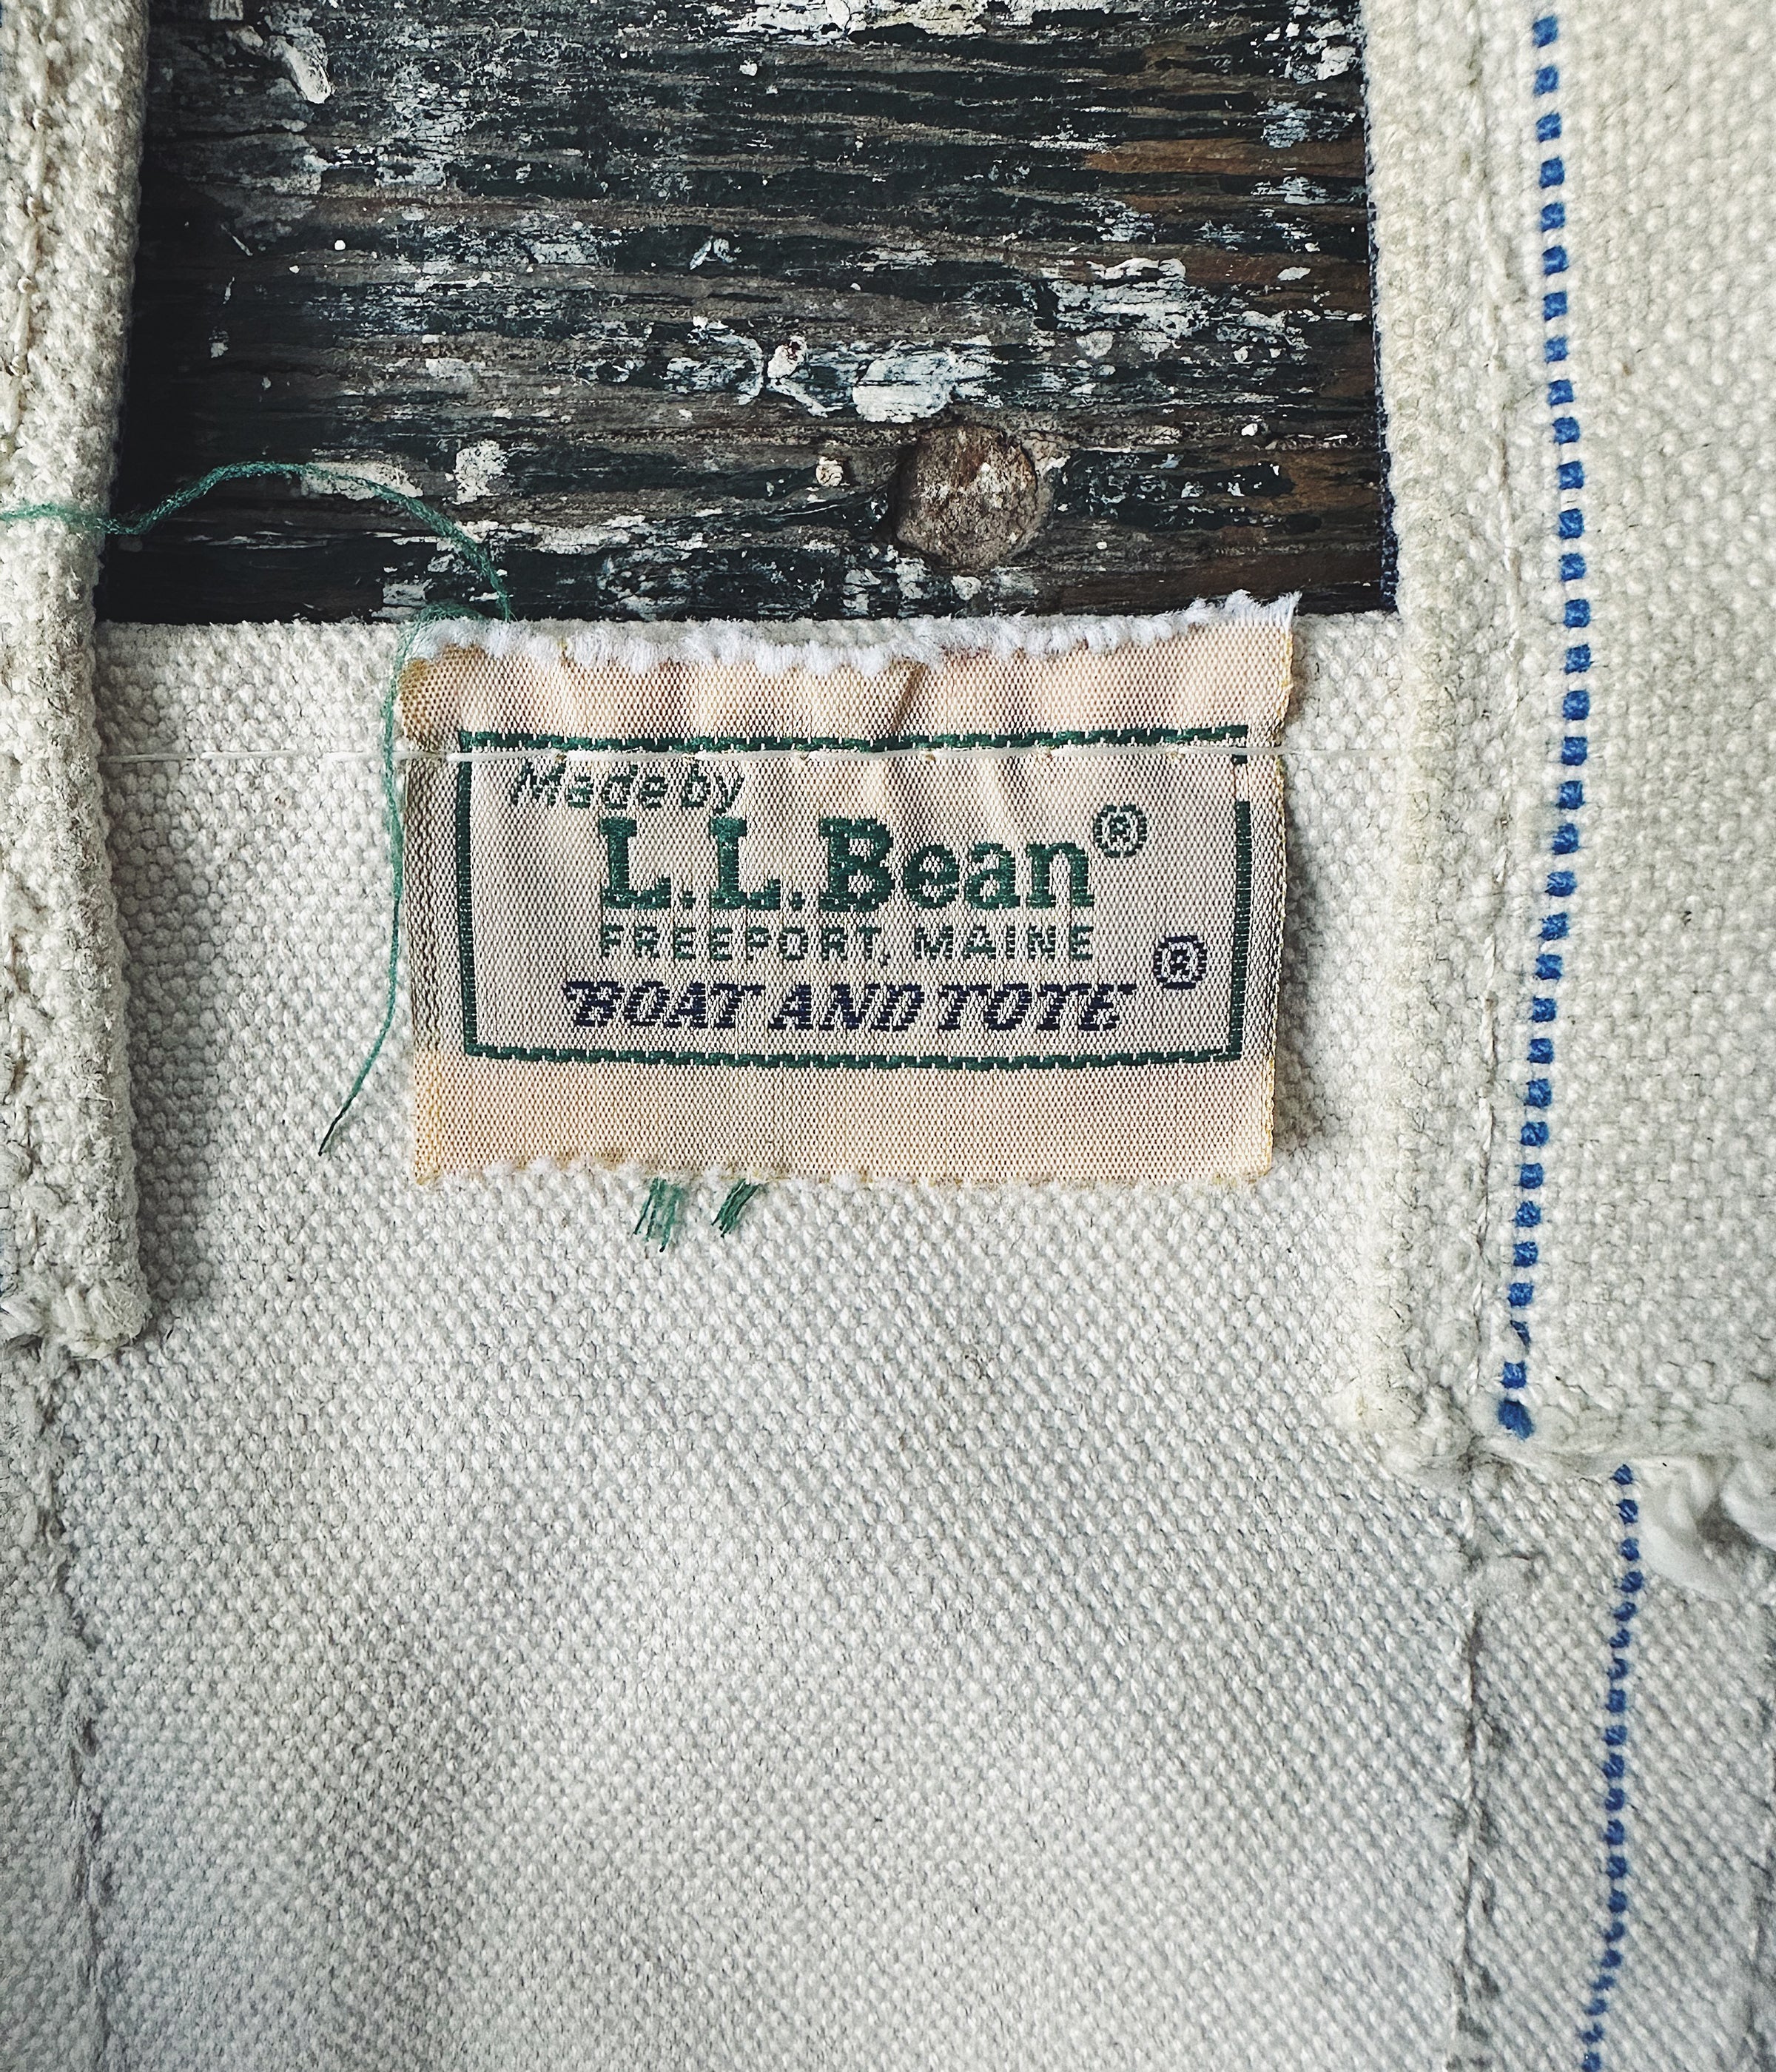 Made by
L.L.Bean®
FREEPORT, MAINE
BOAT AND TOTE®